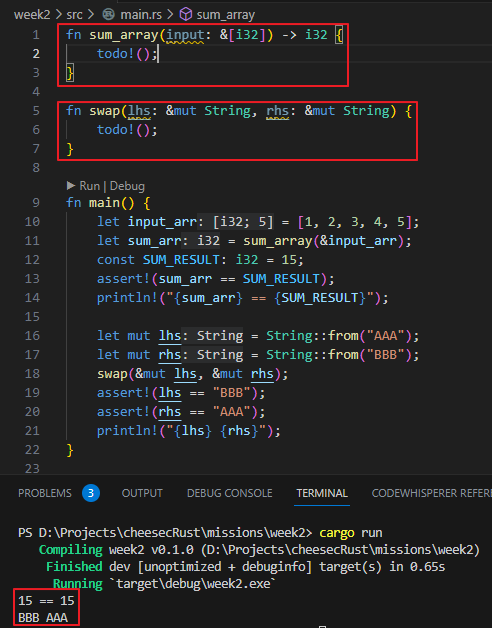 week2 > src > main.rs > sum_array
1 fn sum_array(input: &[i32]) -> i32 {
2     todo!();
3 }
4
5 fn swap(lhs: &mut String, rhs: &mut String) {
6     todo!();
7 }
8
▶ Run | Debug
9 fn main() {
10     let input_arr: [i32; 5] = [1, 2, 3, 4, 5];
11     let sum_arr: i32 = sum_array(&input_arr);
12     const SUM_RESULT: i32 = 15;
13     assert!(sum_arr == SUM_RESULT);
14     println!("{sum_arr} == {SUM_RESULT}");
15
16     let mut lhs: String = String::from("AAA");
17     let mut rhs: String = String::from("BBB");
18     swap(&mut lhs, &mut rhs);
19     assert!(lhs == "BBB");
20     assert!(rhs == "AAA");
21     println!("{lhs} {rhs}");
22 }
23
PROBLEMS 3 OUTPUT DEBUG CONSOLE TERMINAL CODEWHISPERER REFER
PS D:\Projects\cheesecRust\missions\week2> cargo run
Compiling week2 v0.1.0 (D:\Projects\cheesecRust\missions\week2)
Finished dev [unoptimized + debuginfo] target(s) in 0.65s
Running `target\debug\week2.exe`
15 == 15
BBB AAA